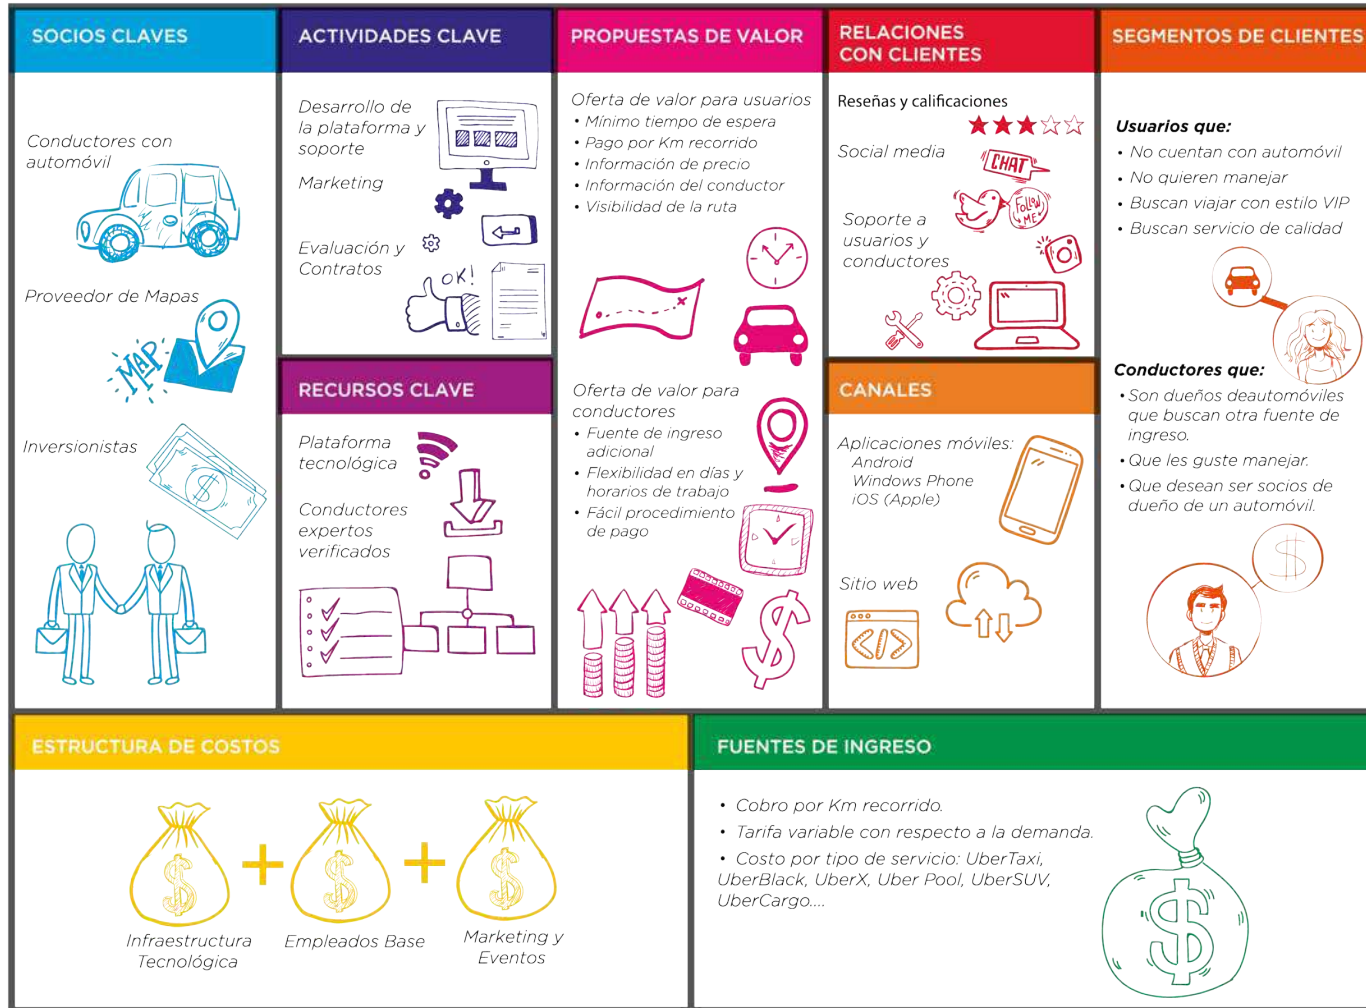 SOCIOS CLAVES
Conductores con
automóvil
Proveedor de Mapas
MAP
Inversionistas
$
ACTIVIDADES CLAVE
Desarrollo de
la plataforma y
soporte
Marketing
Evaluación y
Contratos
OK!
RECURSOS CLAVE
Plataforma
tecnológica
Conductores
expertos
verificados
PROPUESTAS DE VALOR
Oferta de valor para usuarios
• Mínimo tiempo de espera
• Pago por Km recorrido
• Información de precio
• Información del conductor
• Visibilidad de la ruta
Oferta de valor para
conductores
• Fuente de ingreso
adicional
• Flexibilidad en días y
horarios de trabajo
• Fácil procedimiento
de pago
$
RELACIONES
CON CLIENTES
Reseñas y calificaciones
Social media
CHAT
FOLLOW
ME
Soporte a
usuarios y
conductores
CANALES
Aplicaciones móviles:
Android
Windows Phone
iOS (Apple)
Sitio web
</>
SEGMENTOS DE CLIENTES
Usuarios que:
• No cuentan con automóvil
• No quieren manejar
• Buscan viajar con estilo VIP
• Buscan servicio de calidad
Conductores que:
• Son dueños deautomóviles
que buscan otra fuente de
ingreso.
• Que les guste manejar.
• Que desean ser socios de
dueño de un automóvil.
$
ESTRUCTURA DE COSTOS
$ + $ + $
Infraestructura
Tecnológica
Empleados Base
Marketing y
Eventos
FUENTES DE INGRESO
• Cobro por Km recorrido.
• Tarifa variable con respecto a la demanda.
• Costo por tipo de servicio: UberTaxi,
UberBlack, UberX, Uber Pool, UberSUV,
UberCargo....
$